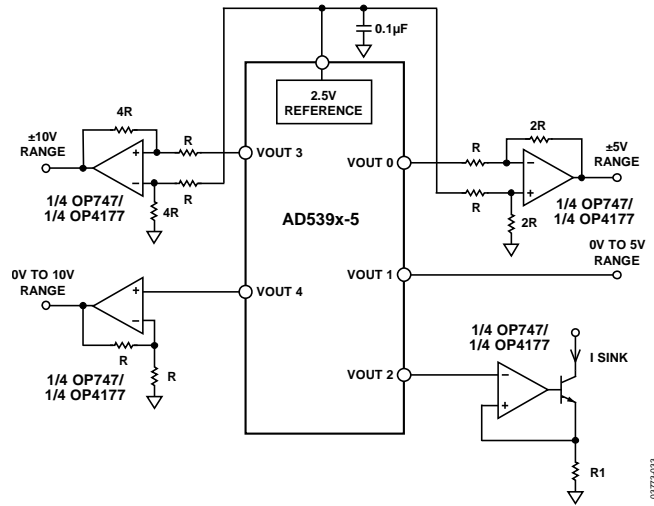 0.1µF
2.5V
REFERENCE
4R
±10V
RANGE
+
R
VOUT 3
–
R
1/4 OP747/
1/4 OP4177
4R
AD539x-5
VOUT 0
R
2R
–
±5V
RANGE
R
+
2R
1/4 OP747/
1/4 OP4177
0V TO 10V
RANGE
+
VOUT 4
–
R
R
1/4 OP747/
1/4 OP4177
VOUT 1
0V TO 5V
RANGE
1/4 OP747/
1/4 OP4177
I SINK
VOUT 2
–
+
R1
03773-033